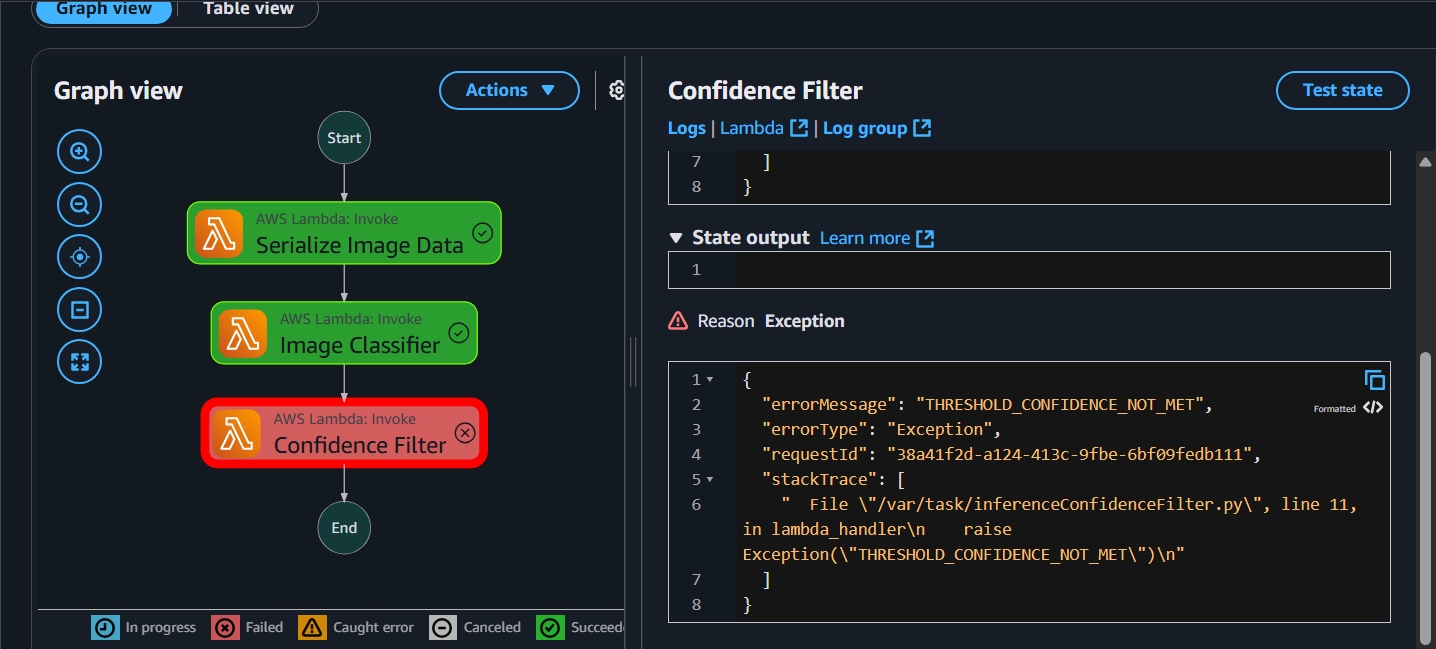 Graph view
Table view
Graph view
Actions
Start
AWS Lambda: Invoke
Serialize Image Data
AWS Lambda: Invoke
Image Classifier
AWS Lambda: Invoke
Confidence Filter
End
In progress
Failed
Caught error
Canceled
Succeed
Confidence Filter
Test state
Logs | Lambda | Log group
7 ]
8 }
State output Learn more
1
Reason Exception
1 {
2 "errorMessage": "THRESHOLD_CONFIDENCE_NOT_MET",
Formatted
3 "errorType": "Exception",
4 "requestId": "38a41f2d-a124-413c-9fbe-6bf09fedb111",
5 "stackTrace": [
6 "  File \"/var/task/inferenceConfidenceFilter.py\", line 11,
in lambda_handler\n    raise
Exception(\"THRESHOLD_CONFIDENCE_NOT_MET\")\n"
7 ]
8 }